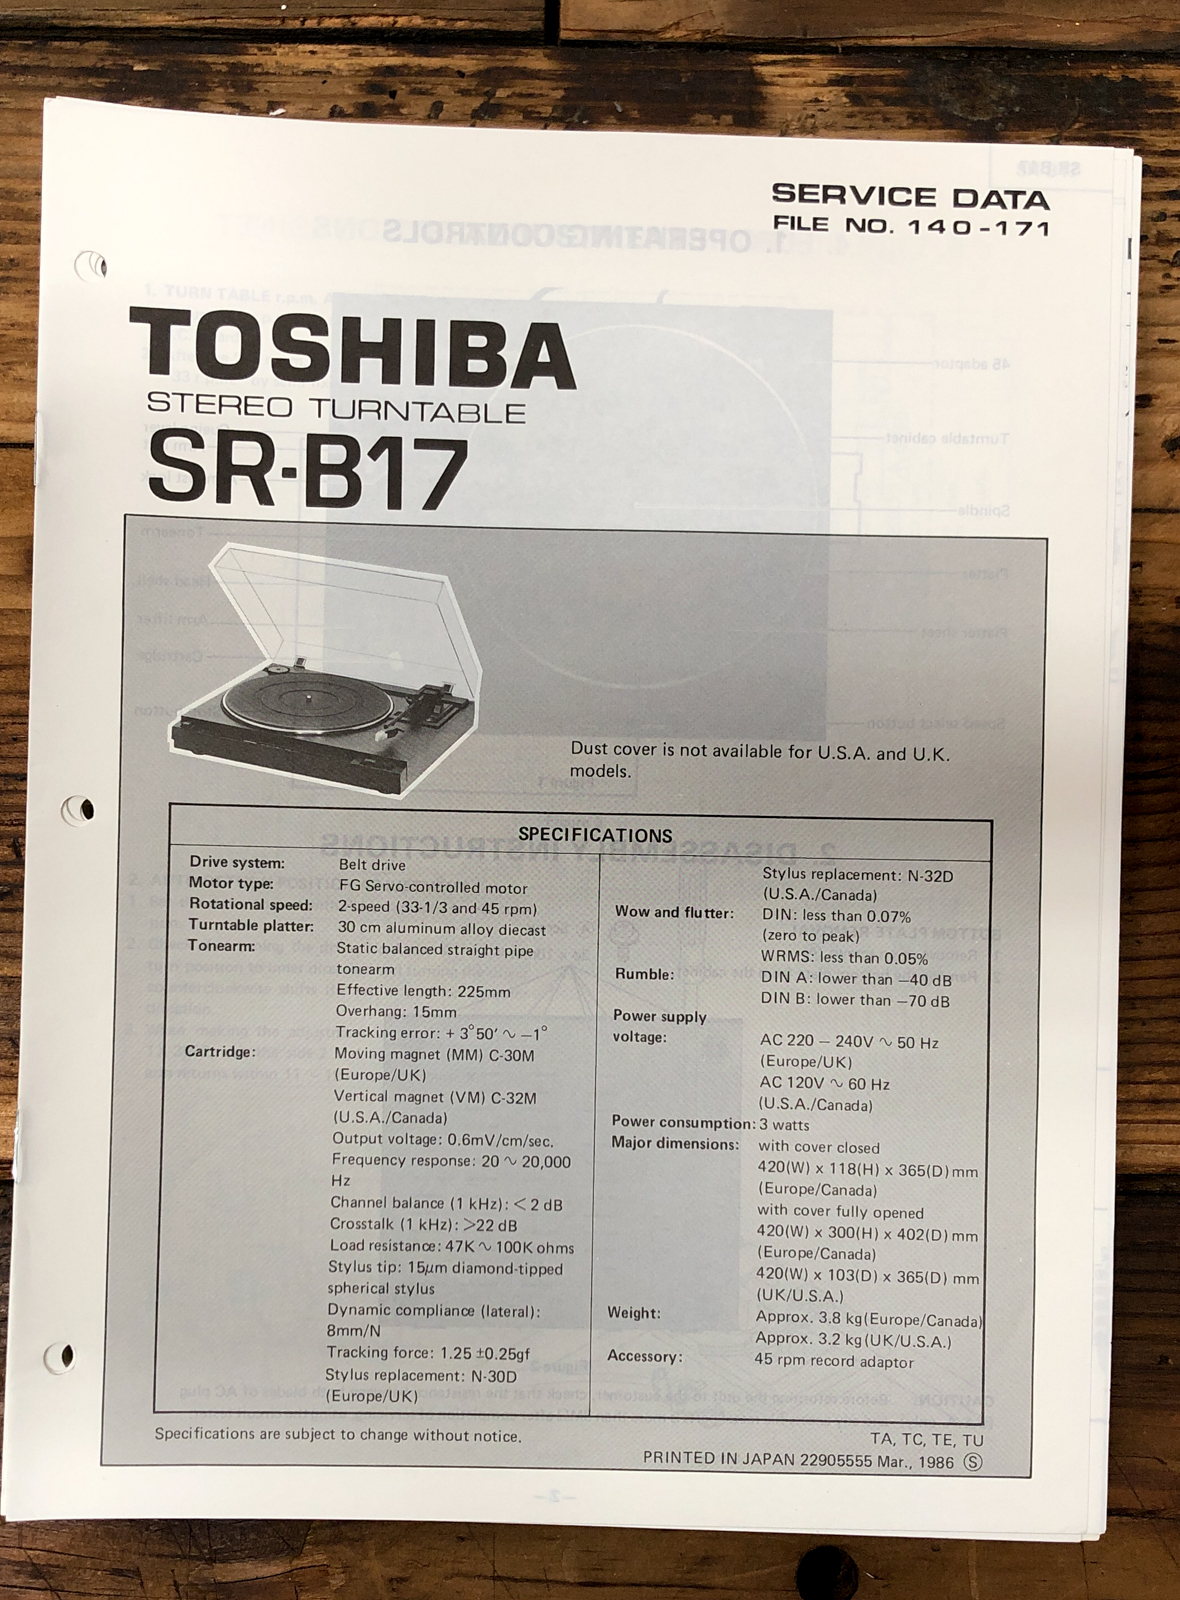 SERVICE DATA
FILE NO. 140-171
TOSHIBA
STEREO TURNTABLE
SR-B17
Dust cover is not available for U.S.A. and U.K.
models.
SPECIFICATIONS
Drive system: Belt drive
Motor type: FG Servo-controlled motor
Rotational speed: 2-speed (33-1/3 and 45 rpm)
Turntable platter: 30 cm aluminum alloy diecast
Tonearm: Static balanced straight pipe
tonearm
Effective length: 225mm
Overhang: 15mm
Tracking error: + 3°50′ ∿ −1°
Cartridge: Moving magnet (MM) C-30M
(Europe/UK)
Vertical magnet (VM) C-32M
(U.S.A./Canada)
Output voltage: 0.6mV/cm/sec.
Frequency response: 20 ∿ 20,000
Hz
Channel balance (1 kHz): < 2 dB
Crosstalk (1 kHz): >22 dB
Load resistance: 47K ∿ 100K ohms
Stylus tip: 15μm diamond-tipped
spherical stylus
Dynamic compliance (lateral):
8mm/N
Tracking force: 1.25 ±0.25gf
Stylus replacement: N-30D
(Europe/UK)
Stylus replacement: N-32D
(U.S.A./Canada)
Wow and flutter: DIN: less than 0.07%
(zero to peak)
WRMS: less than 0.05%
Rumble: DIN A: lower than −40 dB
DIN B: lower than −70 dB
Power supply
voltage: AC 220 − 240V ∿ 50 Hz
(Europe/UK)
AC 120V ∿ 60 Hz
(U.S.A./Canada)
Power consumption: 3 watts
Major dimensions: with cover closed
420(W) x 118(H) x 365(D) mm
(Europe/Canada)
with cover fully opened
420(W) x 300(H) x 402(D) mm
(Europe/Canada)
420(W) x 103(D) x 365(D) mm
(UK/U.S.A.)
Weight: Approx. 3.8 kg(Europe/Canada)
Approx. 3.2 kg(UK/U.S.A.)
Accessory: 45 rpm record adaptor
Specifications are subject to change without notice.
TA, TC, TE, TU
PRINTED IN JAPAN 22905555 Mar., 1986 Ⓢ